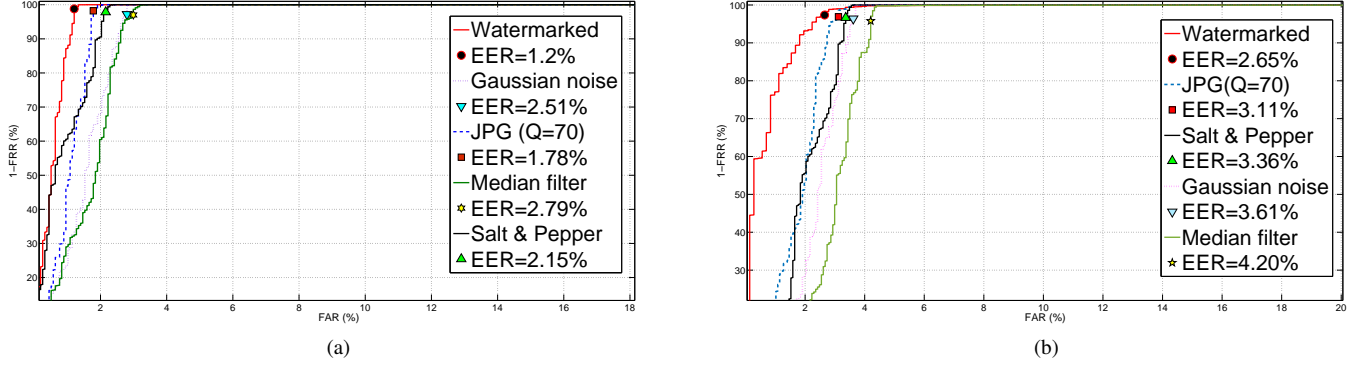 100
90
80
70
60
50
40
30
20
1−FRR (%)
2 4 6 8 10 12 14 16 18
FAR (%)
Watermarked
EER=1.2%
Gaussian noise
EER=2.51%
JPG (Q=70)
EER=1.78%
Median filter
EER=2.79%
Salt & Pepper
EER=2.15%
(a)
100
90
80
70
60
50
40
30
1−FRR (%)
2 4 6 8 10 12 14 16 18 20
FAR (%)
Watermarked
EER=2.65%
JPG(Q=70)
EER=3.11%
Salt & Pepper
EER=3.36%
Gaussian noise
EER=3.61%
Median filter
EER=4.20%
(b)